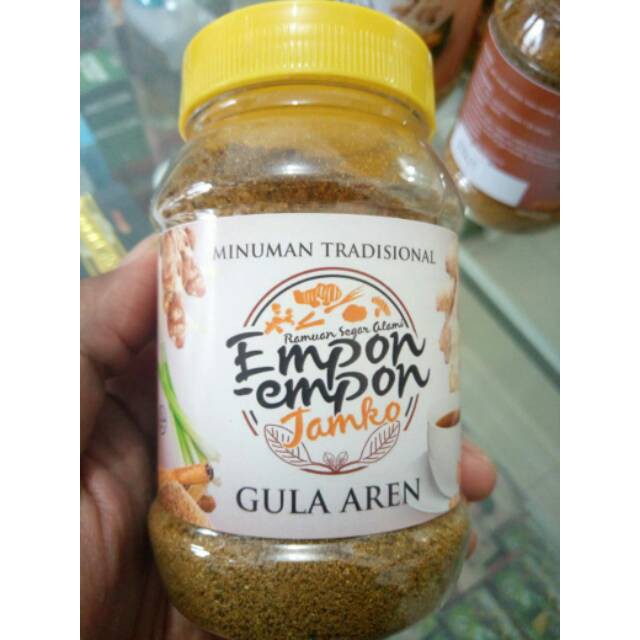 MINUMAN TRADISIONAL
Ramuan Segar Alami
Empon
-empon
Jamko
GULA AREN